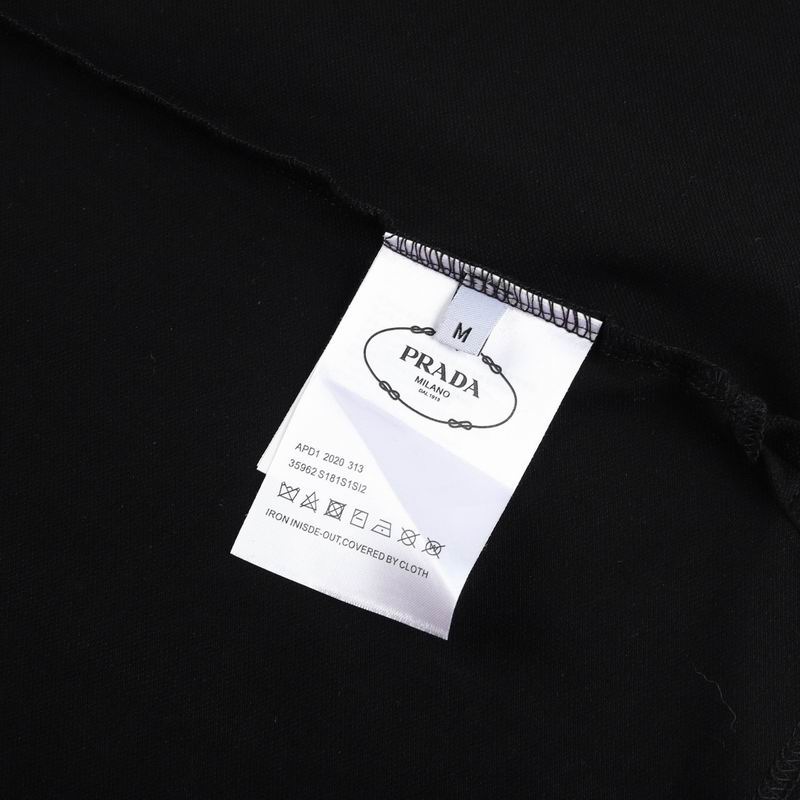 M
PRADA
MILANO
DAL 1913
APD1 2020 313
35962 S181S1SI2
IRON INISDE-OUT,COVERED BY CLOTH